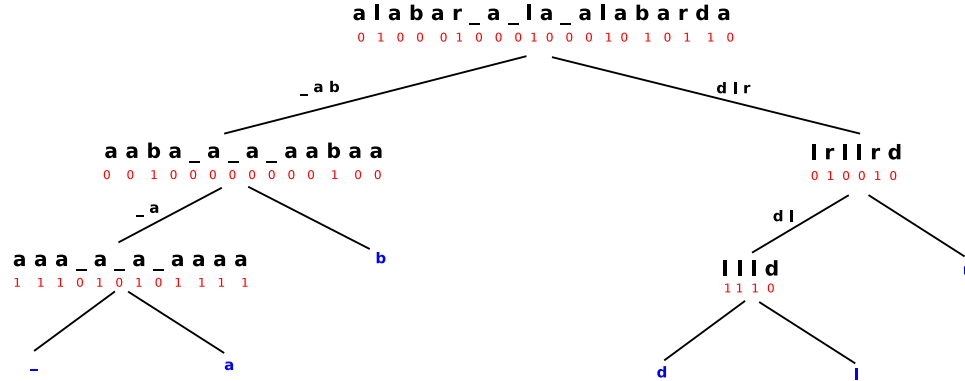 a l a b a r _ a _ l a _ a l a b a r d a
0 1 0 0 0 1 0 0 0 1 0 0 0 1 0 1 0 1 1 0
_ a b
d l r
a a b a _ a _ a _ a a b a a
0 0 1 0 0 0 0 0 0 0 0 1 0 0
l r l l r d
0 1 0 0 1 0
_ a
d l
b
a a a _ a _ a _ a a a a
1 1 1 0 1 0 1 0 1 1 1 1
l l l d
1 1 1 0
_
a
d
l